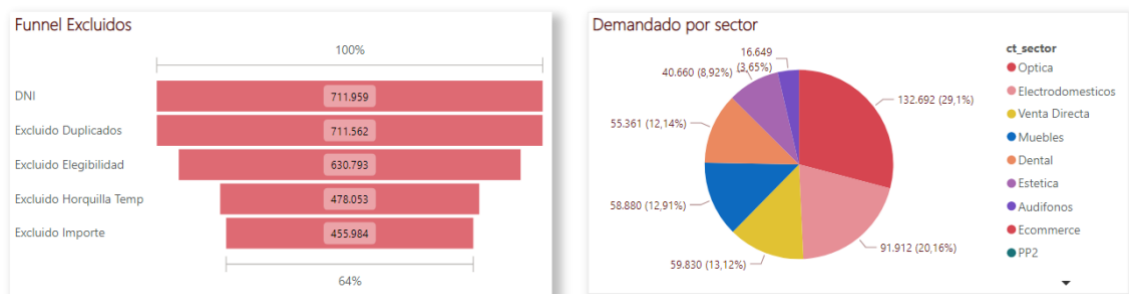 Funnel Excluidos
100%
DNI
711.959
Excluido Duplicados
711.562
Excluido Elegibilidad
630.793
Excluido Horquilla Temp
478.053
Excluido Importe
455.984
64%
Demandado por sector
16.649
(3,65%)
40.660 (8,92%)
55.361 (12,14%)
58.880 (12,91%)
59.830 (13,12%)
91.912 (20,16%)
132.692 (29,1%)
ct_sector
Optica
Electrodomesticos
Venta Directa
Muebles
Dental
Estetica
Audifonos
Ecommerce
PP2